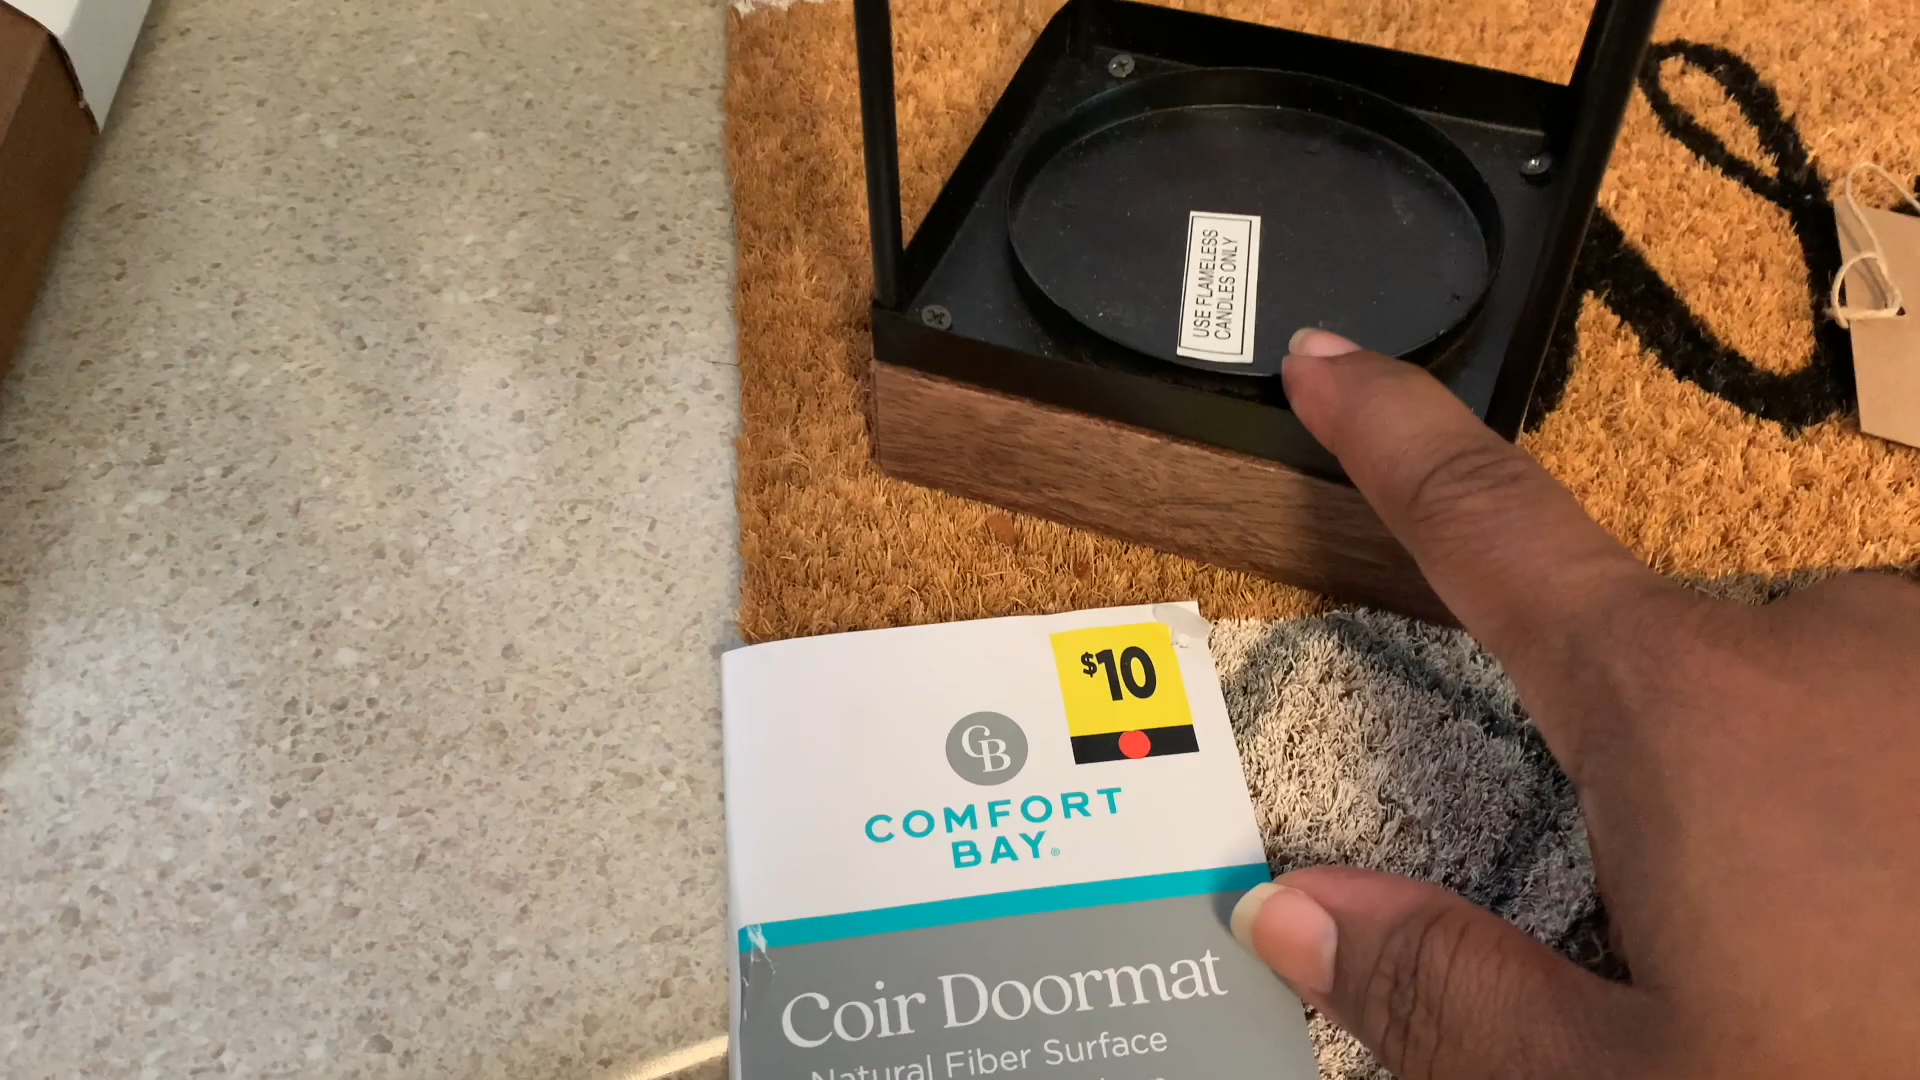 USE FLAMELESS
CANDLES ONLY
$10
CB
COMFORT
BAY®
Coir Doormat
Natural Fiber Surface